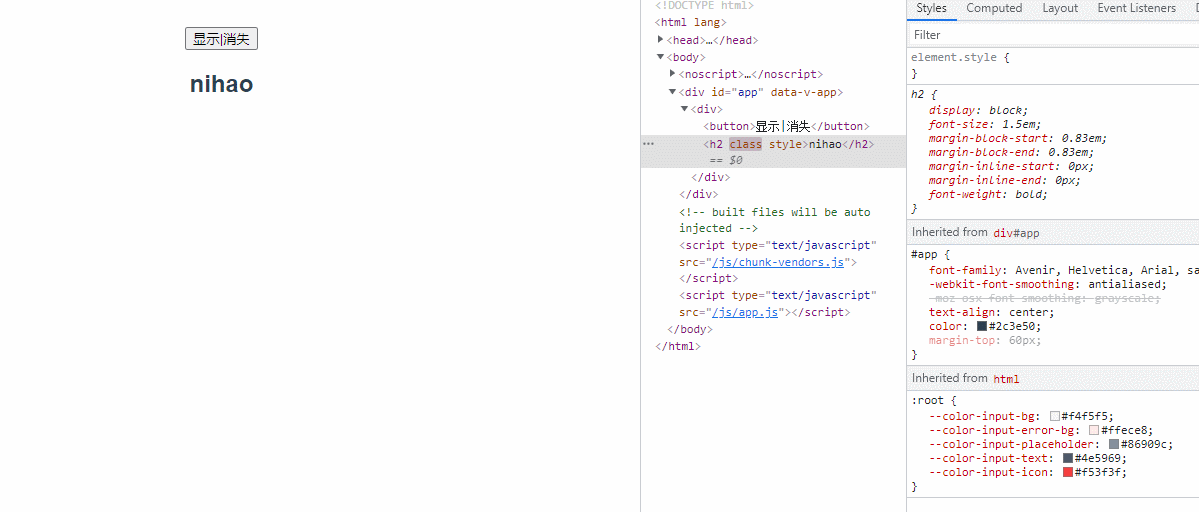 显示|消失
nihao
<!DOCTYPE html>
<html lang>
<head>…</head>
<body>
<noscript>…</noscript>
<div id="app" data-v-app>
<div>
<button>显示|消失</button>
<h2 class style>nihao</h2>
== $0
</div>
</div>
<!-- built files will be auto
injected -->
<script type="text/javascript"
src="/js/chunk-vendors.js">
</script>
<script type="text/javascript"
src="/js/app.js"></script>
</body>
</html>
Styles Computed Layout Event Listeners
Filter
element.style {
}
h2 {
display: block;
font-size: 1.5em;
margin-block-start: 0.83em;
margin-block-end: 0.83em;
margin-inline-start: 0px;
margin-inline-end: 0px;
font-weight: bold;
}
Inherited from div#app
#app {
font-family: Avenir, Helvetica, Arial, sa
-webkit-font-smoothing: antialiased;
-moz-osx-font-smoothing: grayscale;
text-align: center;
color: #2c3e50;
margin-top: 60px;
}
Inherited from html
:root {
--color-input-bg: #f4f5f5;
--color-input-error-bg: #ffece8;
--color-input-placeholder: #86909c;
--color-input-text: #4e5969;
--color-input-icon: #f53f3f;
}